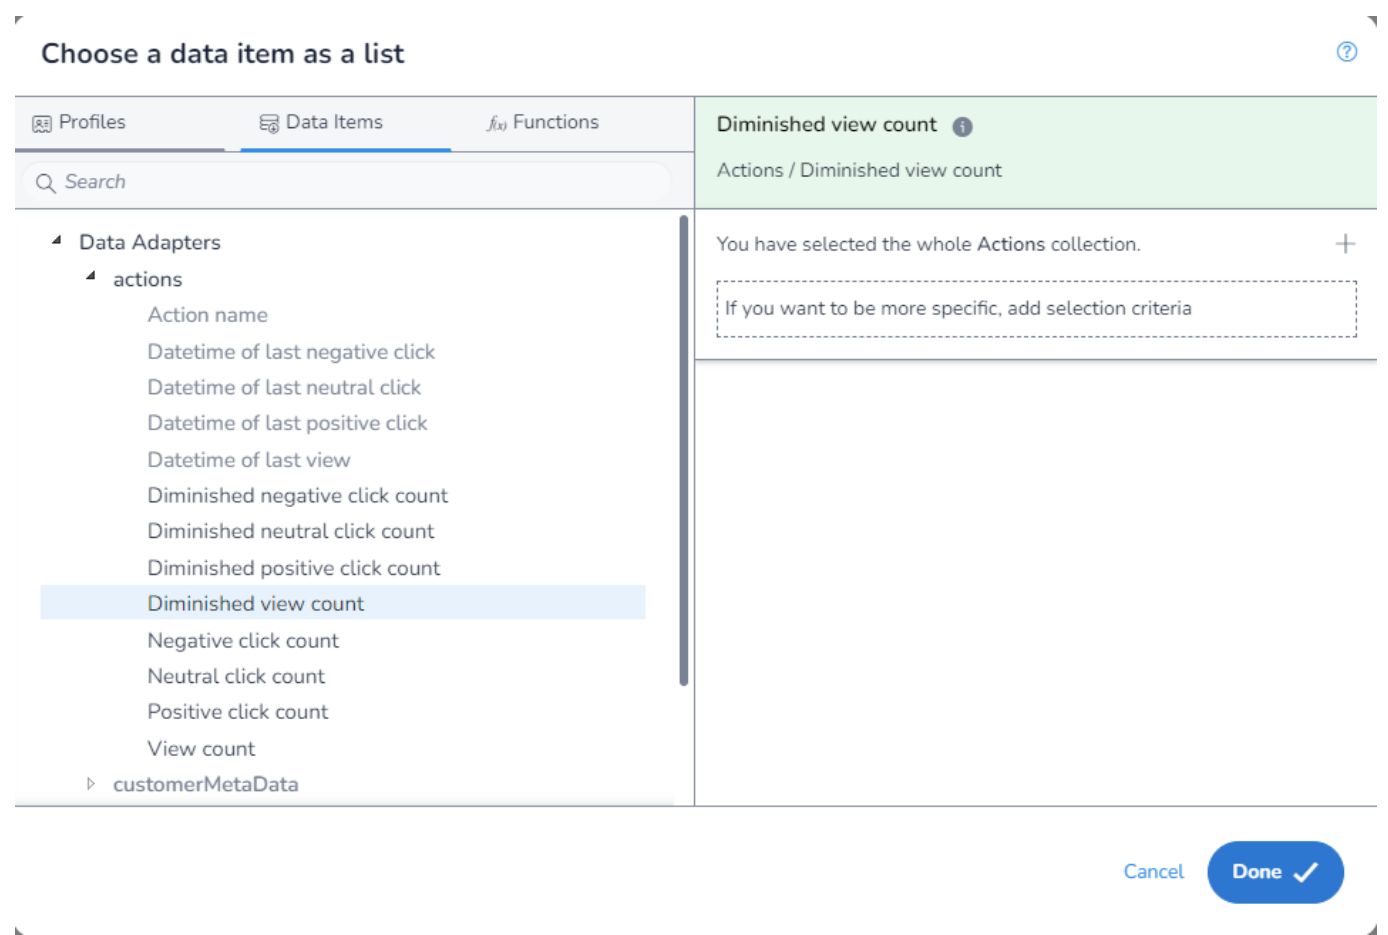 Choose a data item as a list
?
Profiles
Data Items
f(x) Functions
Search
Data Adapters
actions
Action name
Datetime of last negative click
Datetime of last neutral click
Datetime of last positive click
Datetime of last view
Diminished negative click count
Diminished neutral click count
Diminished positive click count
Diminished view count
Negative click count
Neutral click count
Positive click count
View count
customerMetaData
Diminished view count i
Actions / Diminished view count
You have selected the whole Actions collection.
If you want to be more specific, add selection criteria
Cancel
Done